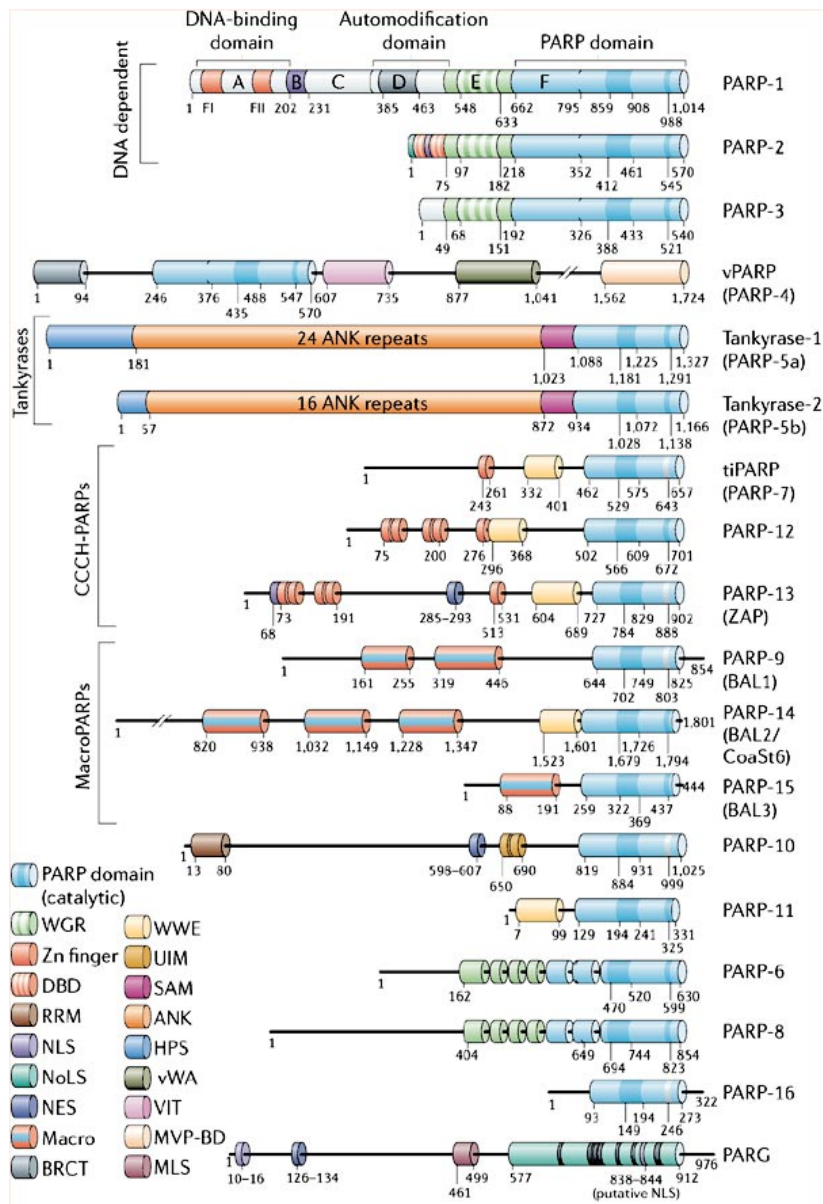 DNA-binding domain
Automodification domain
PARP domain
DNA dependent
A B C D E F
PARP-1
1 FI FII 202 231 385 463 548 633 662 795 859 908 988 1,014
PARP-2
1 75 97 182 218 352 412 461 545 570
PARP-3
1 49 68 151 192 326 388 433 521 540
vPARP
(PARP-4)
1 94 246 376 435 488 547 570 607 735 877 1,041 1,562 1,724
Tankyrases
24 ANK repeats
Tankyrase-1
(PARP-5a)
1 181 1,023 1,088 1,181 1,225 1,291 1,327
16 ANK repeats
Tankyrase-2
(PARP-5b)
1 57 872 934 1,028 1,072 1,138 1,166
CCCH-PARPs
tiPARP
(PARP-7)
1 243 261 332 401 462 529 575 643 557
PARP-12
1 75 200 276 296 368 502 566 609 672 701
PARP-13
(ZAP)
1 68 73 191 285–293 513 531 604 689 727 784 829 888 902
MacroPARPs
PARP-9
(BAL1)
1 161 255 319 445 644 702 749 803 825 854
PARP-14
(BAL2/
CoaSt6)
1 820 938 1,032 1,149 1,228 1,347 1,523 1,601 1,679 1,726 1,794 1,801
PARP-15
(BAL3)
1 88 191 259 322 369 437 444
PARP-10
1 13 80 598–607 650 690 819 884 931 999 1,025
PARP-11
1 7 99 129 194 241 325 331
PARP-6
1 162 470 520 599 630
PARP-8
1 404 649 694 744 823 854
PARP-16
1 93 149 194 246 273 322
PARG
1 10–16 126–134 461 499 577 838–844 912 976
(putative NLS)
PARP domain
(catalytic)
WGR
Zn finger
DBD
RRM
NLS
NoLS
NES
Macro
BRCT
WWE
UIM
SAM
ANK
HPS
vWA
VIT
MVP-BD
MLS